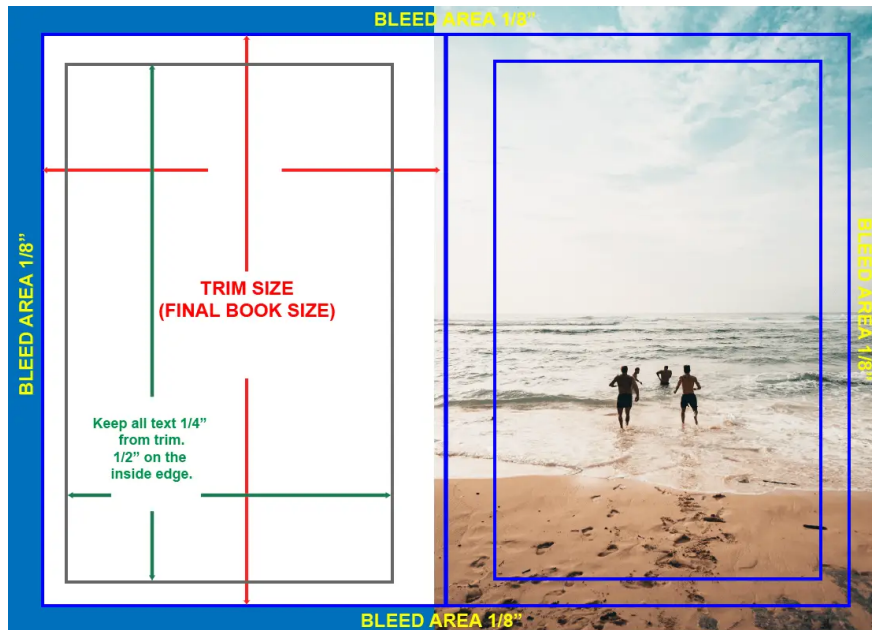 BLEED AREA 1/8”
BLEED AREA 1/8”
TRIM SIZE
(FINAL BOOK SIZE)
BLEED AREA 1/8”
Keep all text 1/4”
from trim.
1/2” on the
inside edge.
BLEED AREA 1/8”